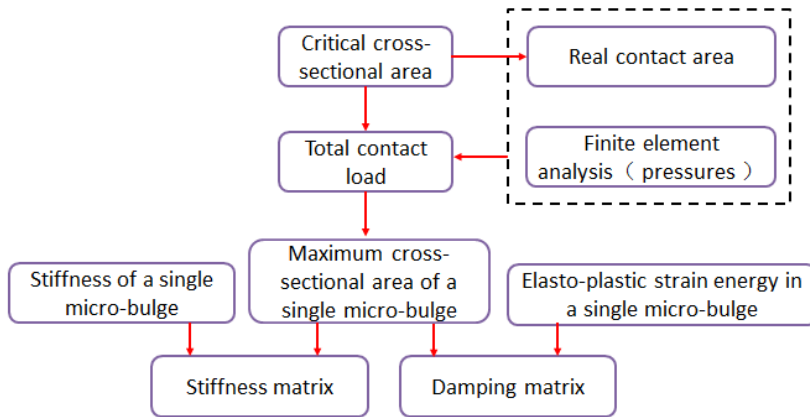 Critical cross-
sectional area
Real contact area
Total contact
load
Finite element
analysis（ pressures ）
Stiffness of a single
micro-bulge
Maximum cross-
sectional area of a
single micro-bulge
Elasto-plastic strain energy in
a single micro-bulge
Stiffness matrix
Damping matrix